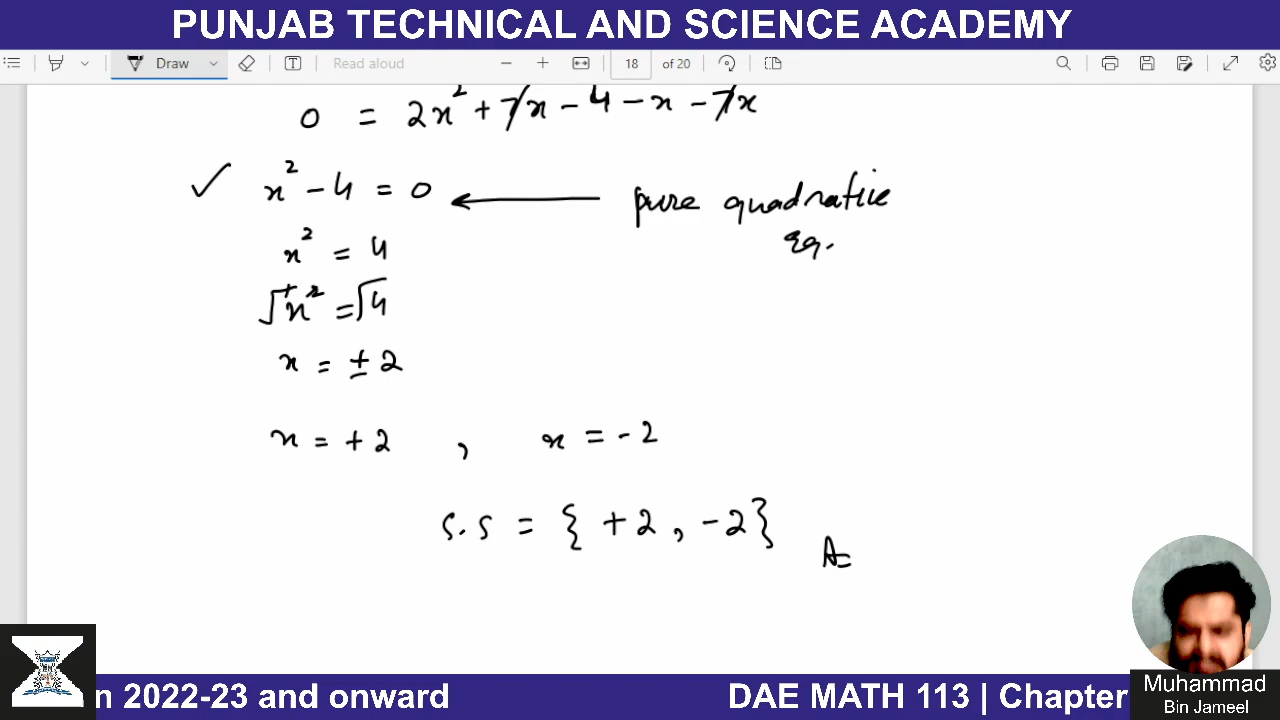 PUNJAB TECHNICAL AND SCIENCE ACADEMY
Draw
Read aloud
18 of 20
0 = 2x² + 7x - 4 - x - 7x
x² - 4 = 0 ← pure quadratic
eq.
x² = 4
√x² = √4
x = ± 2
x = +2 , x = -2
S.S = { +2 , -2}
n 2022-23 and onward
DAE MATH 113 | Chapter
Muhammad
Bin Jameel